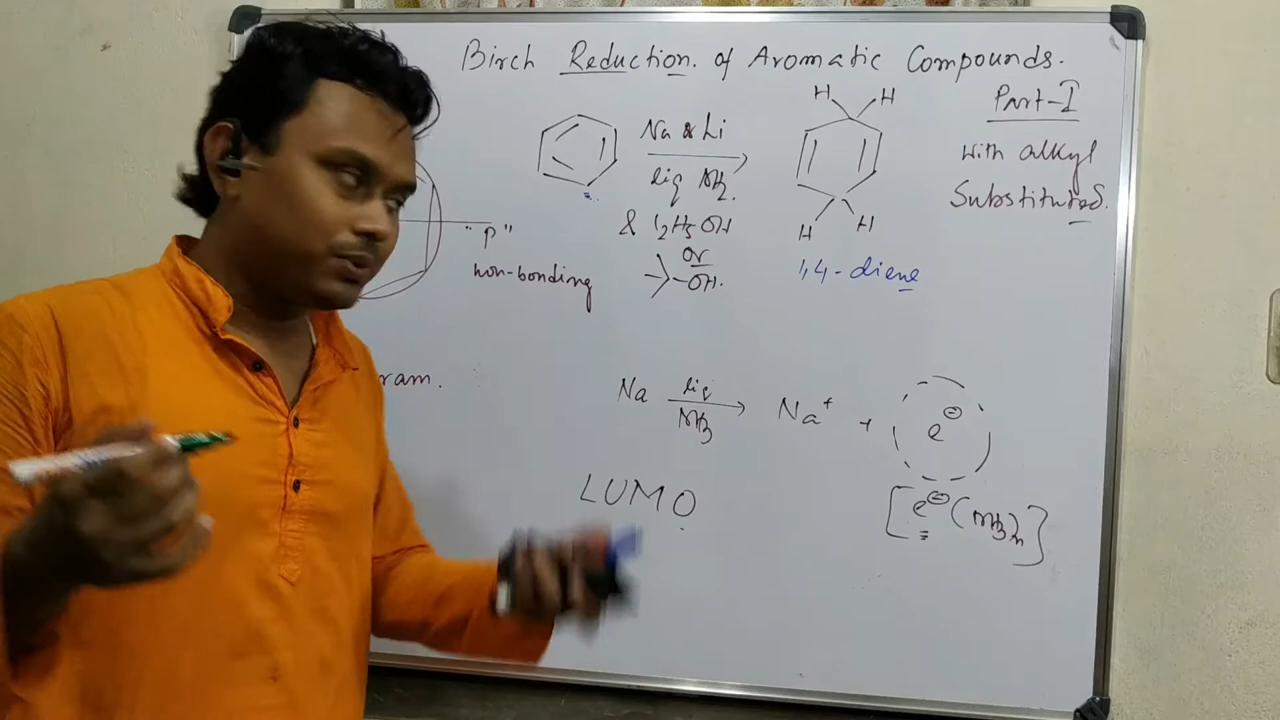 Birch Reduction of Aromatic Compounds.
Part-I
with alkyl
Substituted.
Na & Li
liq NH3.
& C2H5OH
or
OH.
H H
H H
1,4-diene
"p"
non-bonding
ram.
Na liq NH3 Na+ + e⊖
[e⊖(NH3)n]
LUMO